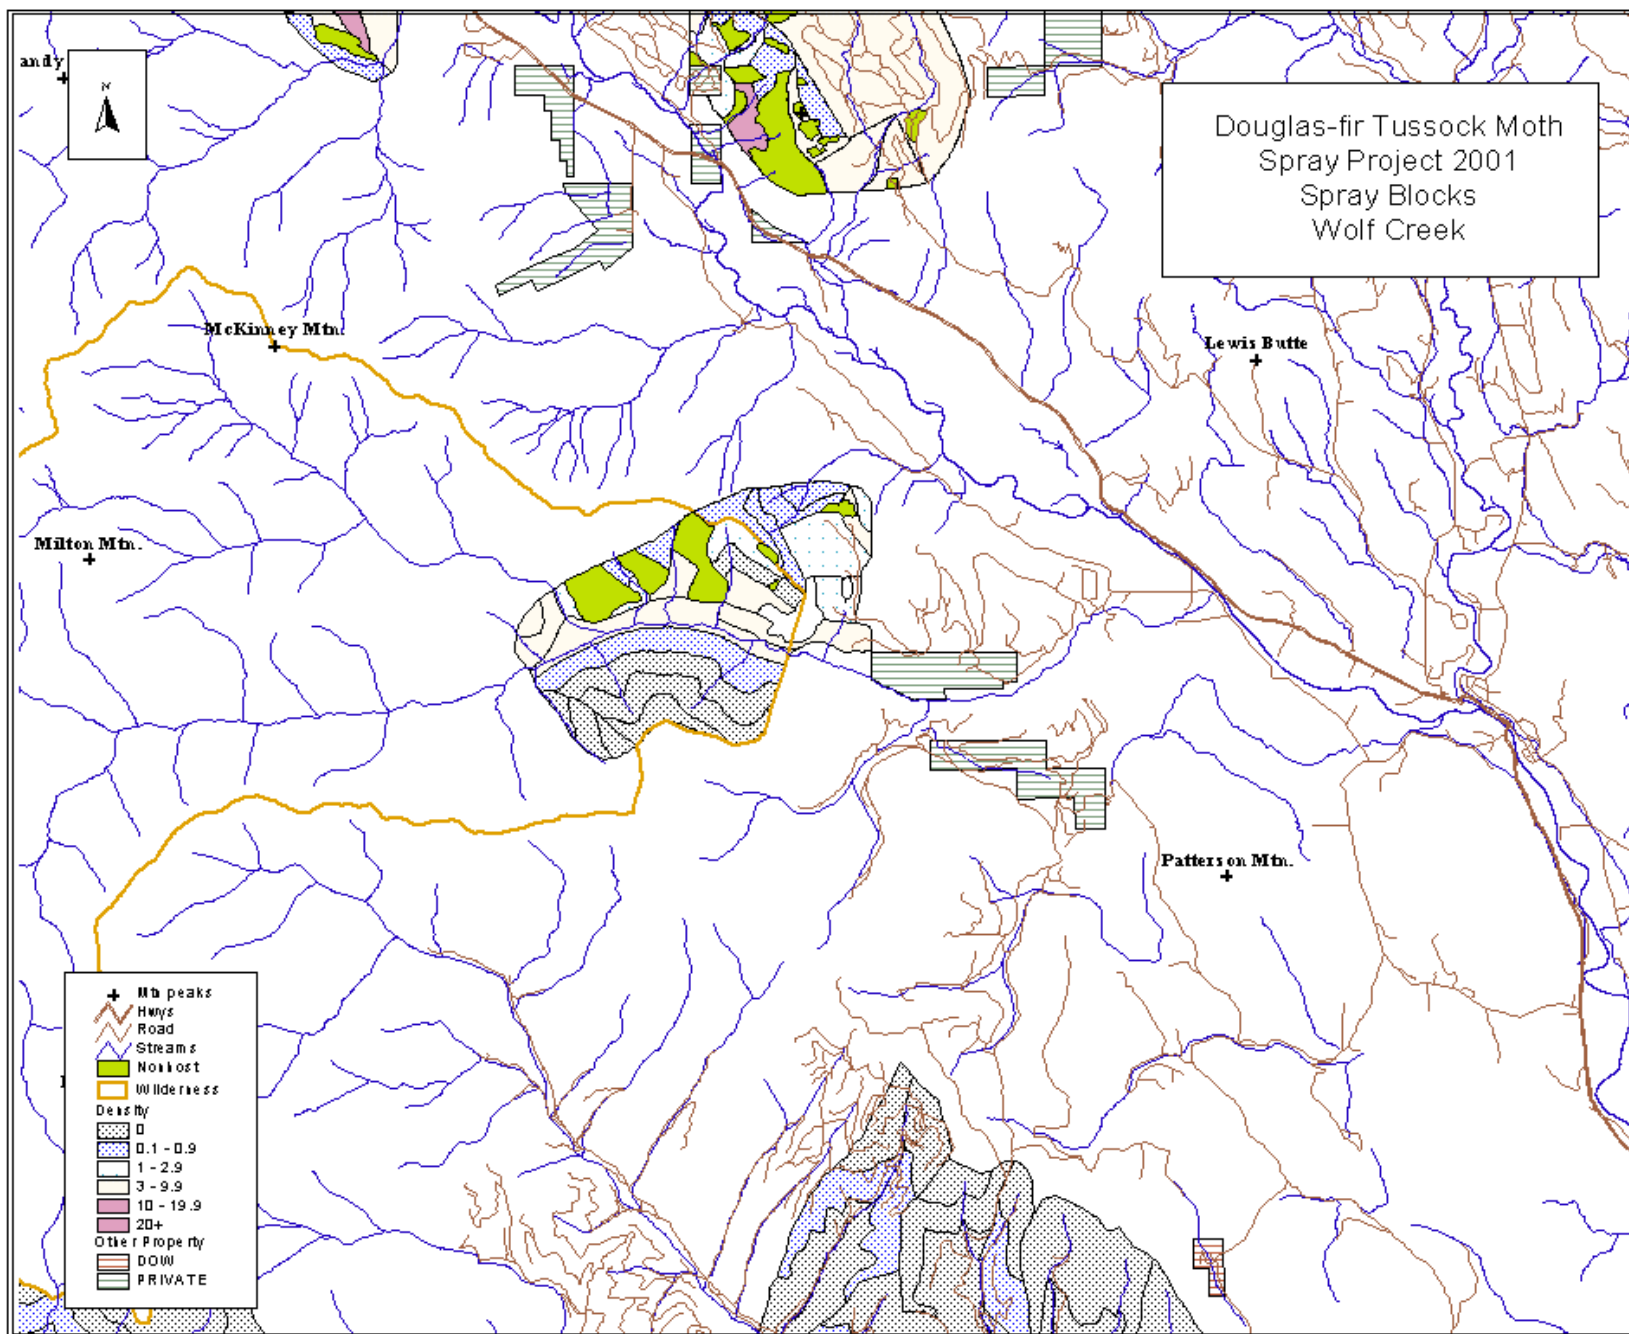 andy
N
Douglas-fir Tussock Moth
Spray Project 2001
Spray Blocks
Wolf Creek
McKinney Mtn.
Lewis Butte
Milton Mtn.
Patterson Mtn.
Mtn peaks
Hwys
Road
Streams
Nonhost
Wilderness
Density
0
0.1 - 0.9
1 - 2.9
3 - 9.9
10 - 19.9
20+
Other Property
DOW
PRIVATE